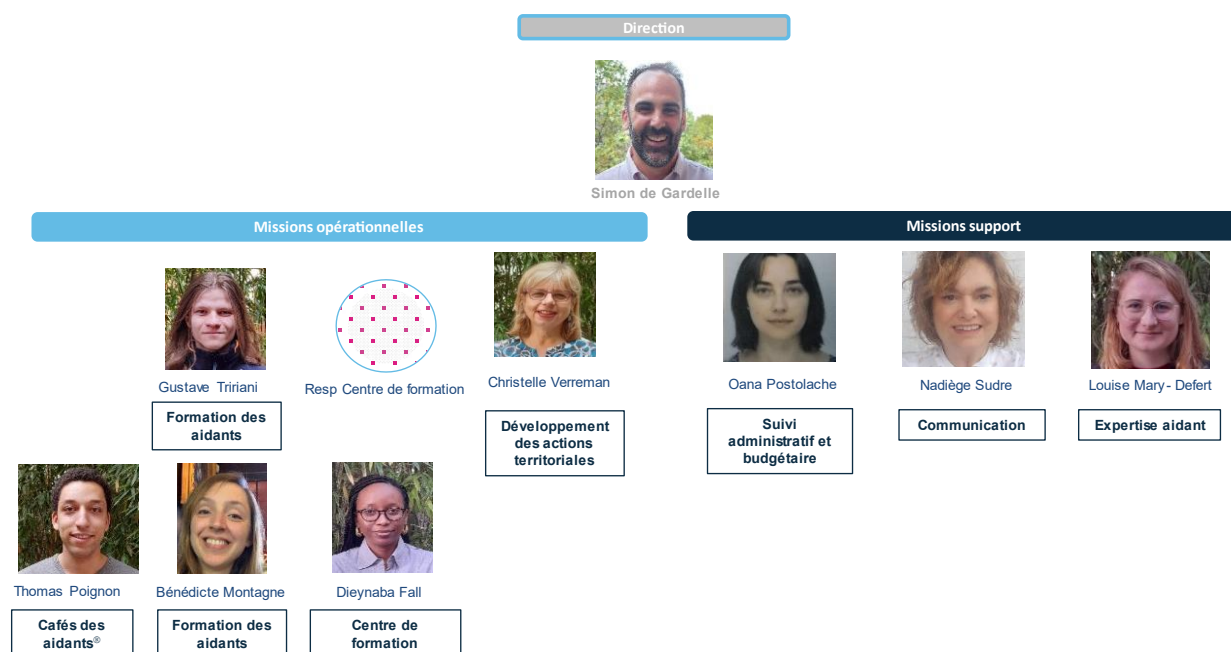 Direction
Simon de Gardelle
Missions opérationnelles
Missions support
Gustave Tririani
Resp Centre de formation
Christelle Verreman
Oana Postolache
Nadiège Sudre
Louise Mary- Defert
Formation des
aidants
Développement
des actions
territoriales
Suivi
administratif et
budgétaire
Communication
Expertise aidant
Thomas Poignon
Bénédicte Montagne
Dieynaba Fall
Cafés des
aidants®
Formation des
aidants
Centre de
formation